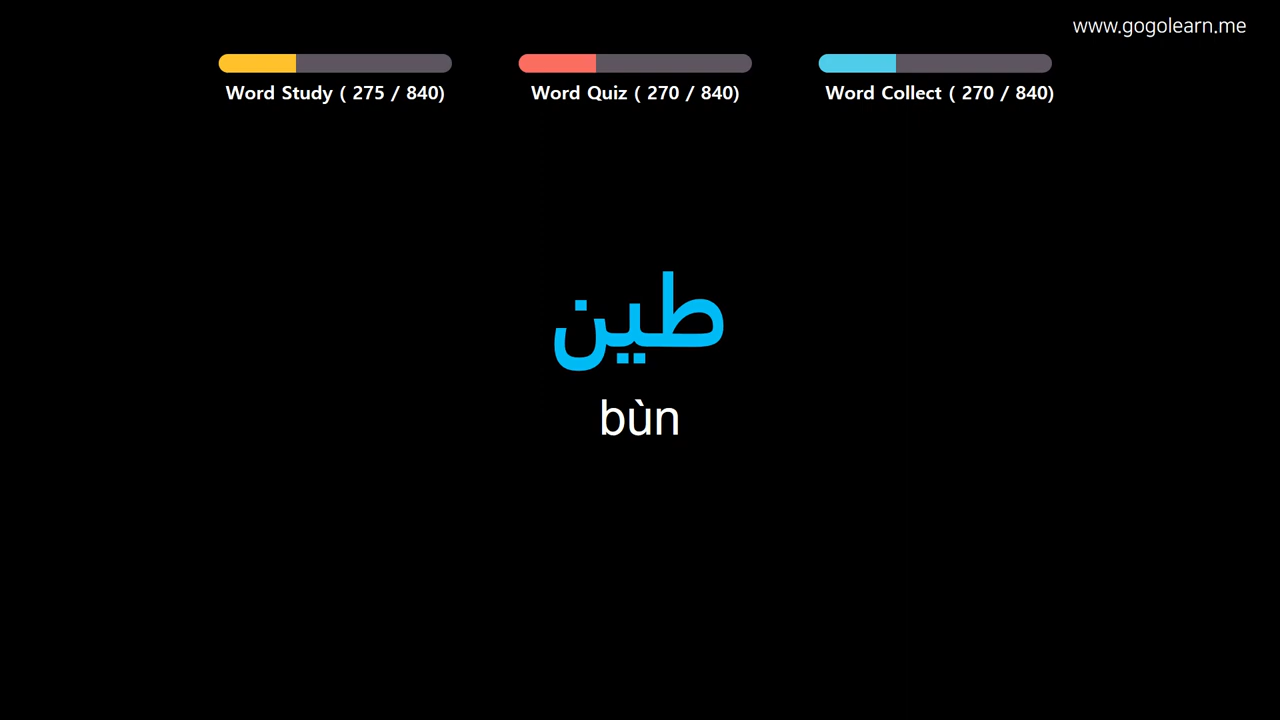 www.gogolearn.me
Word Study ( 275 / 840)
Word Quiz ( 270 / 840)
Word Collect ( 270 / 840)
طين
bùn